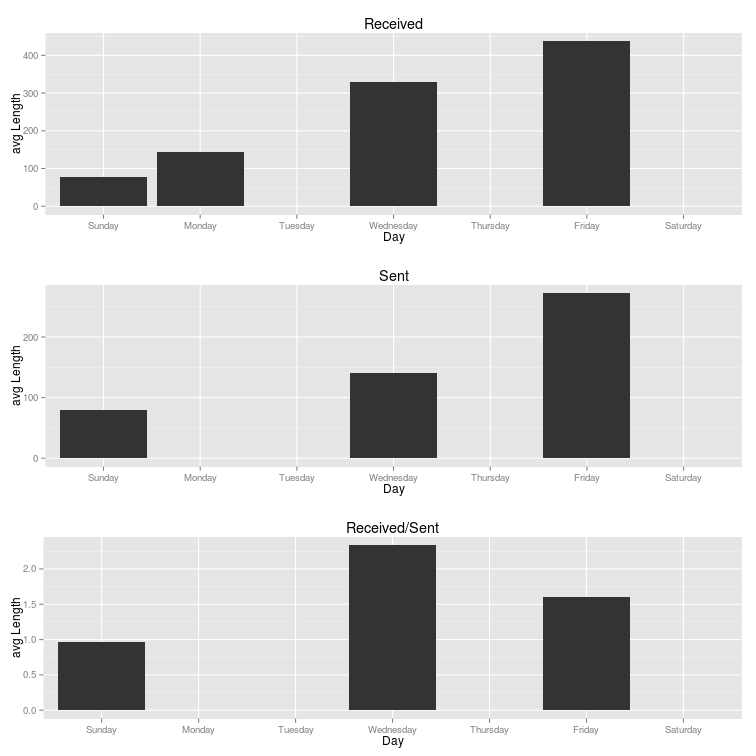 Received
avg Length
400
300
200
100
0
Sunday Monday Tuesday Wednesday Thursday Friday Saturday
Day
Sent
avg Length
200
100
0
Sunday Monday Tuesday Wednesday Thursday Friday Saturday
Day
Received/Sent
avg Length
2.0
1.5
1.0
0.5
0.0
Sunday Monday Tuesday Wednesday Thursday Friday Saturday
Day